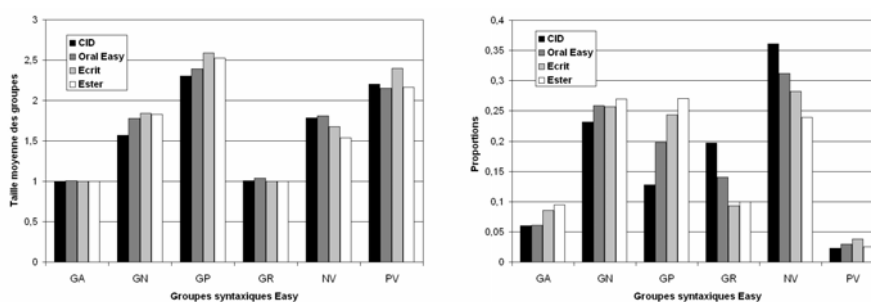 3
2,5
2
1,5
1
0,5
0
Taille moyenne des groupes
CID
Oral Easy
Ecrit
Ester
GA GN GP GR NV PV
Groupes syntaxiques Easy
0,4
0,35
0,3
0,25
0,2
0,15
0,1
0,05
0
Proportions
CID
Oral Easy
Ecrit
Ester
GA GN GP GR NV PV
Groupes syntaxiques Easy